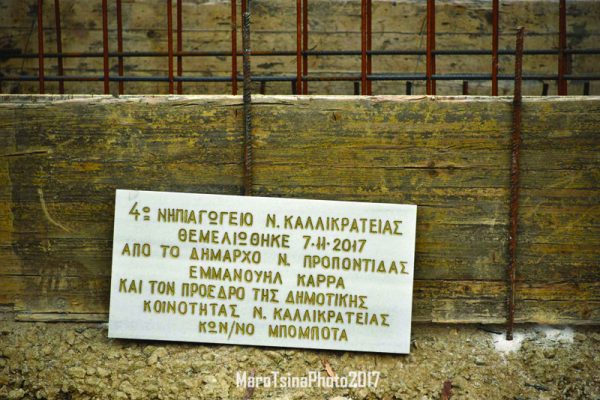 4ο ΝΗΠΙΑΓΩΓΕΙΟ Ν. ΚΑΛΛΙΚΡΑΤΕΙΑΣ
ΘΕΜΕΛΙΩΘΗΚΕ 7-11-2017
ΑΠΟ ΤΟ ΔΗΜΑΡΧΟ Ν. ΠΡΟΠΟΝΤΙΔΑΣ
ΕΜΜΑΝΟΥΗΛ ΚΑΡΡΑ
ΚΑΙ ΤΟΝ ΠΡΟΕΔΡΟ ΤΗΣ ΔΗΜΟΤΙΚΗΣ
ΚΟΙΝΟΤΗΤΑΣ Ν. ΚΑΛΛΙΚΡΑΤΕΙΑΣ
ΚΩΝ/ΝΟ ΜΠΟΜΠΟΤΑ
MaroTsinaPhoto2017